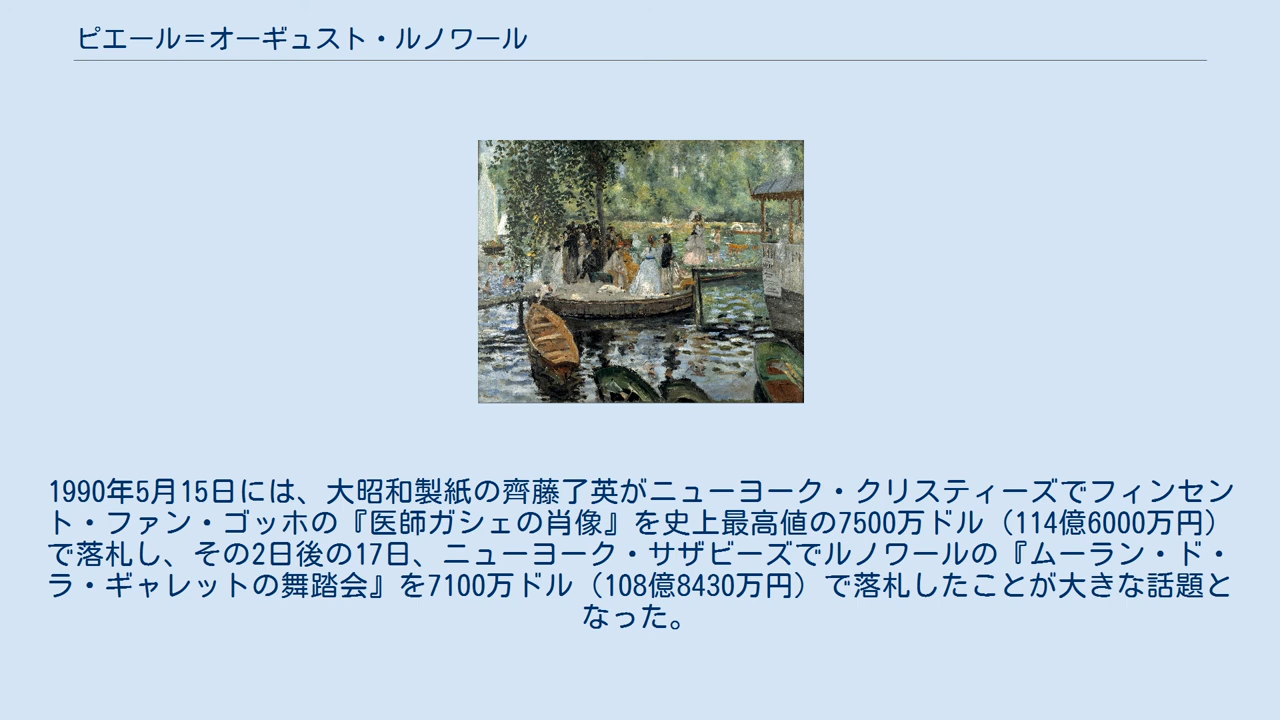 ピエール＝オーギュスト・ルノワール
1990年5月15日には、大昭和製紙の齊藤了英がニューヨーク・クリスティーズでフィンセン
ト・ファン・ゴッホの『医師ガシェの肖像』を史上最高値の7500万ドル（114億6000万円）
で落札し、その2日後の17日、ニューヨーク・サザビーズでルノワールの『ムーラン・ド・
ラ・ギャレットの舞踏会』を7100万ドル（108億8430万円）で落札したことが大きな話題と
なった。